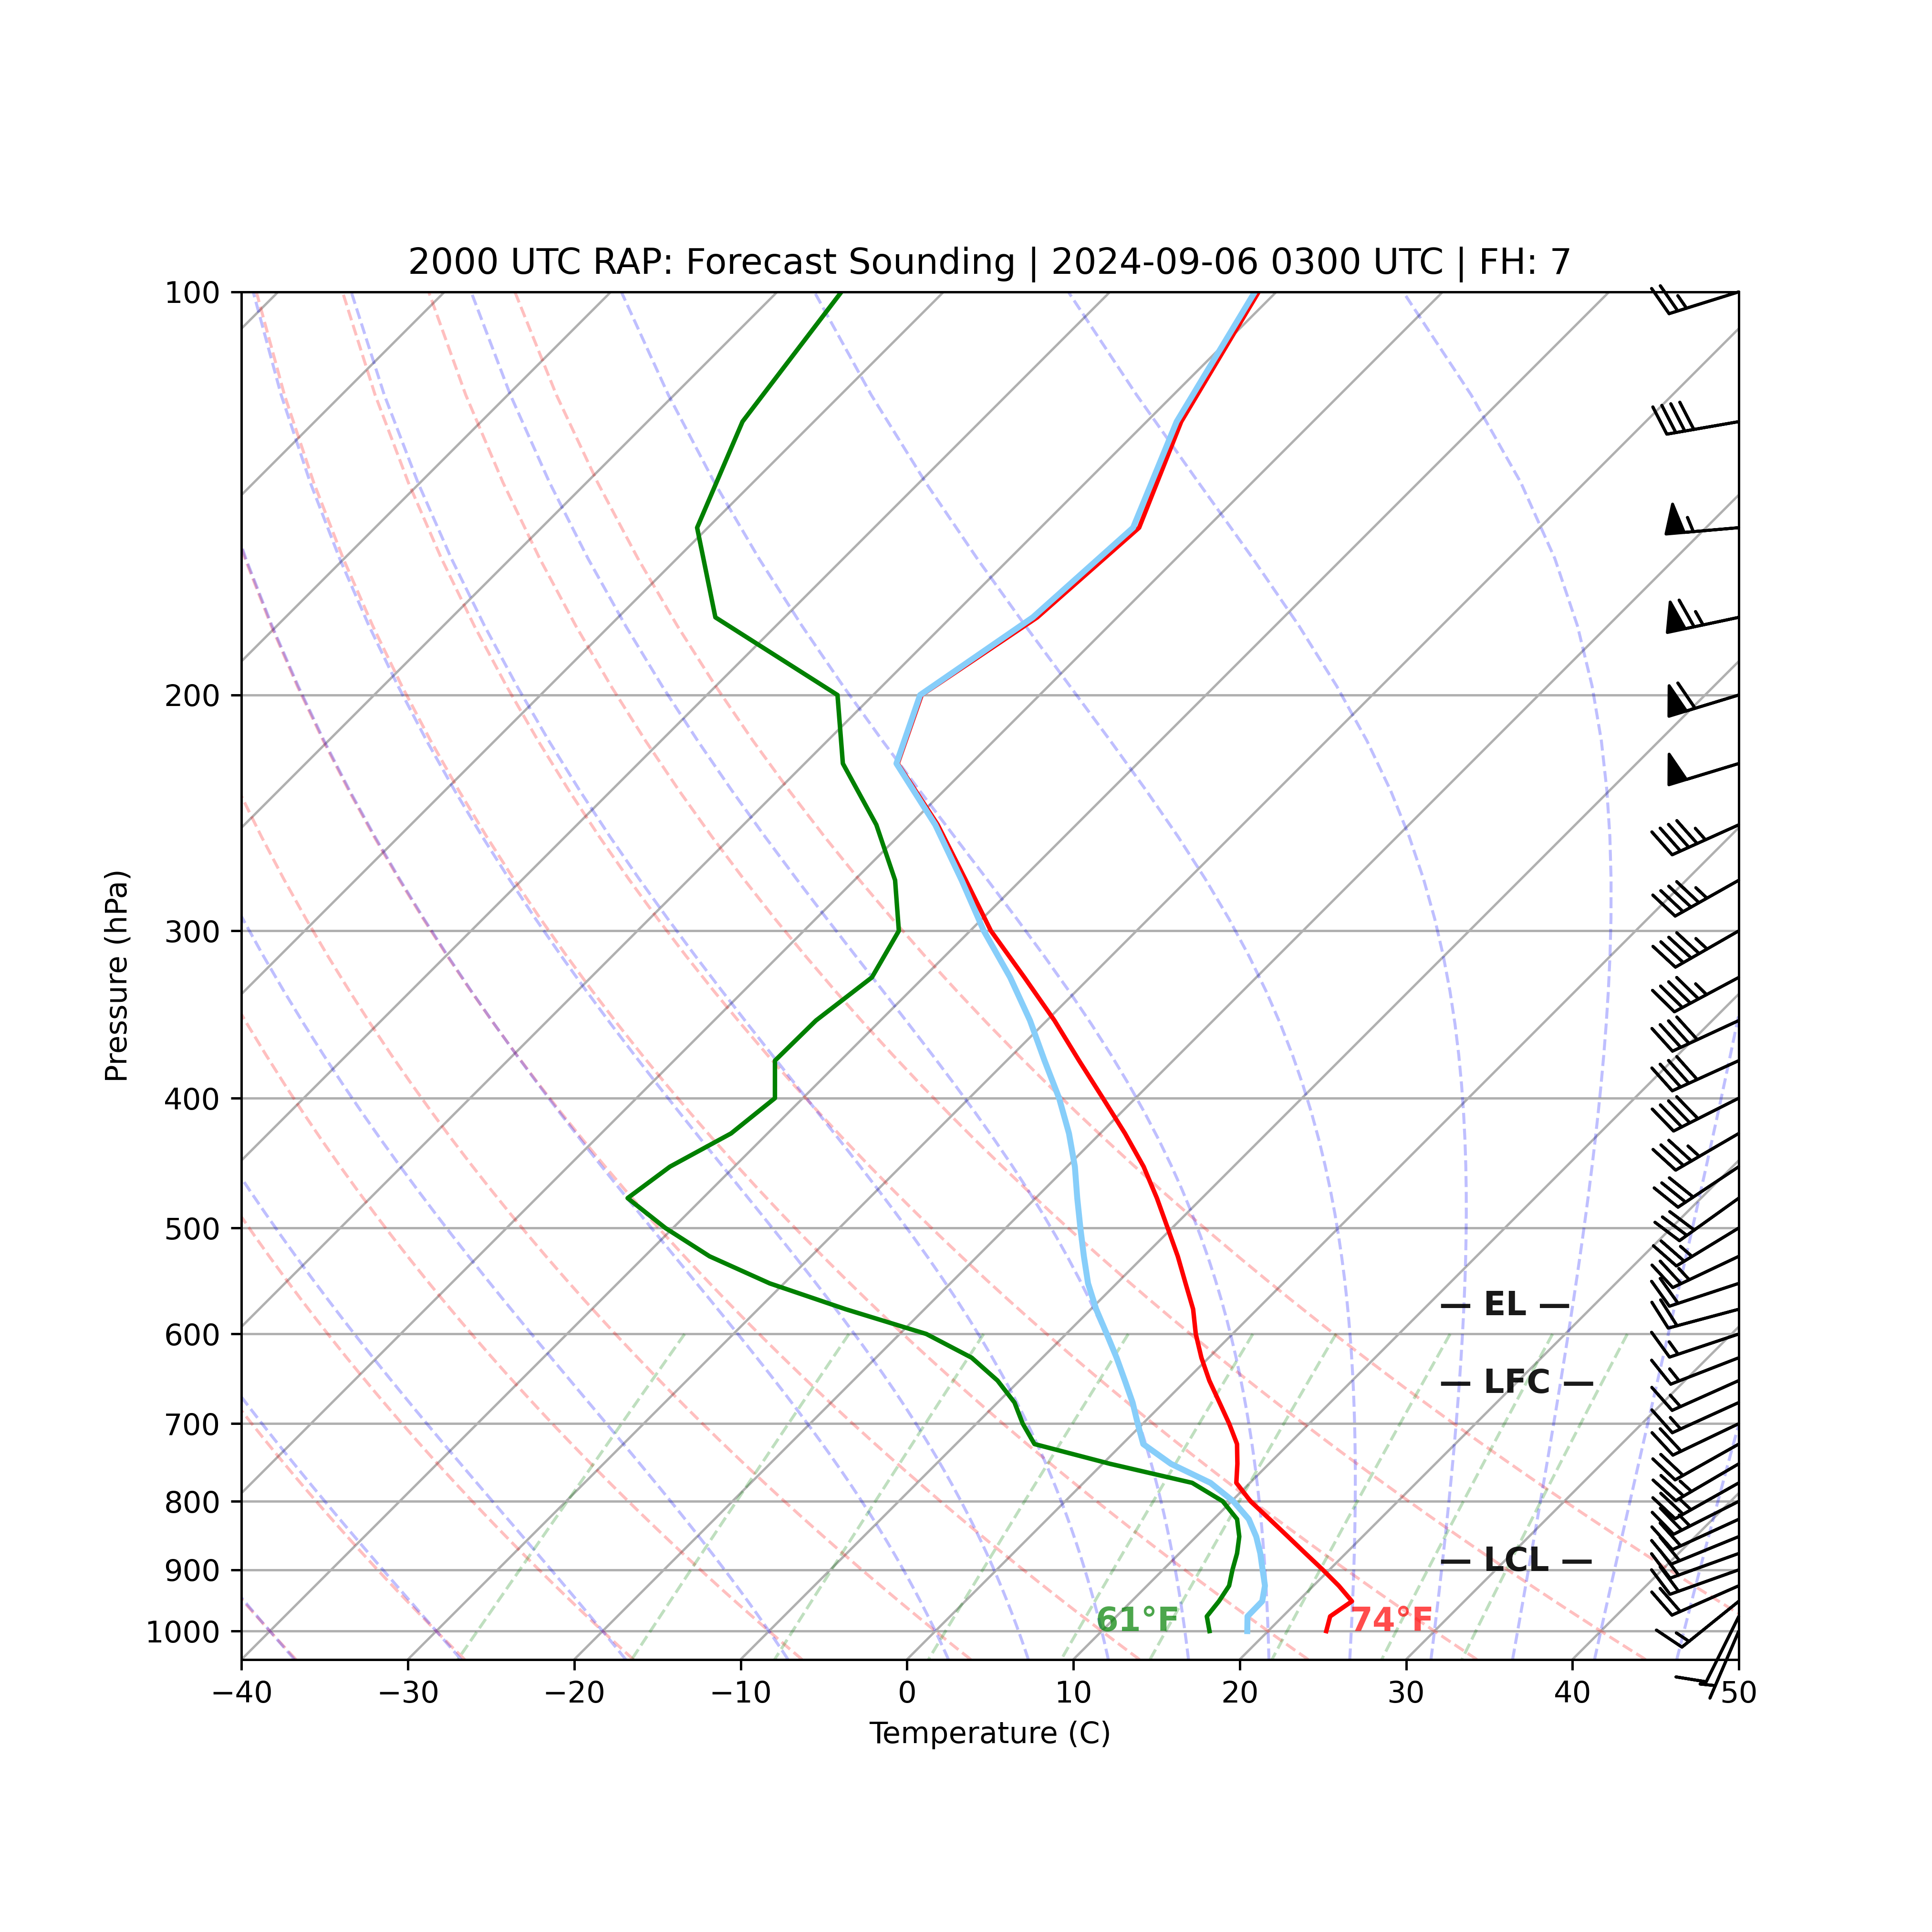 2000 UTC RAP: Forecast Sounding | 2024-09-06 0300 UTC | FH: 7
100
200
300
400
500
600
700
800
900
1000
Pressure (hPa)
— EL —
— LFC —
— LCL —
61°F
74°F
−40
−30
−20
−10
0
10
20
30
40
50
Temperature (C)